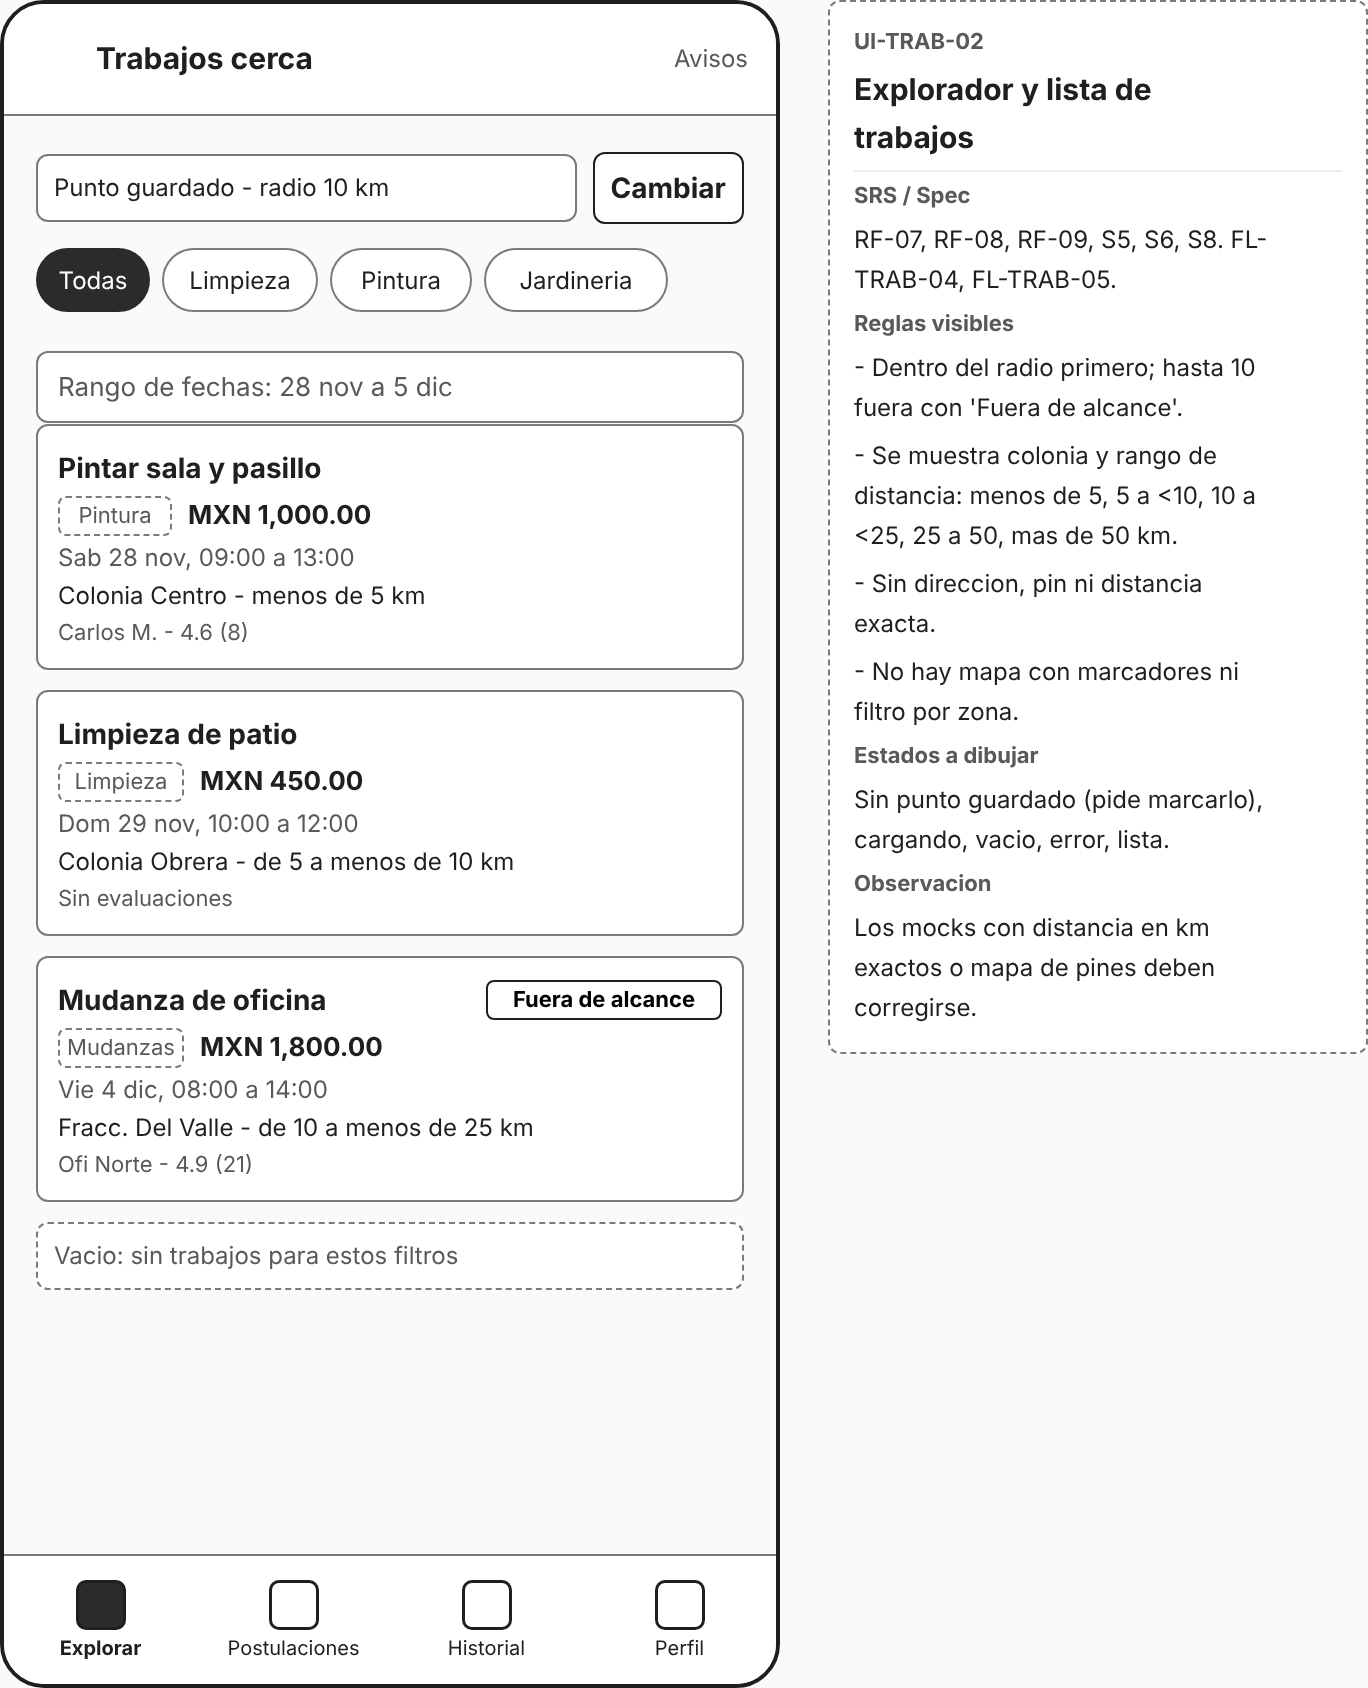 Trabajos cerca
Avisos
Punto guardado - radio 10 km
Cambiar
Todas
Limpieza
Pintura
Jardineria
Rango de fechas: 28 nov a 5 dic
Pintar sala y pasillo
Pintura
MXN 1,000.00
Sab 28 nov, 09:00 a 13:00
Colonia Centro - menos de 5 km
Carlos M. - 4.6 (8)
Limpieza de patio
Limpieza
MXN 450.00
Dom 29 nov, 10:00 a 12:00
Colonia Obrera - de 5 a menos de 10 km
Sin evaluaciones
Mudanza de oficina
Fuera de alcance
Mudanzas
MXN 1,800.00
Vie 4 dic, 08:00 a 14:00
Fracc. Del Valle - de 10 a menos de 25 km
Ofi Norte - 4.9 (21)
Vacio: sin trabajos para estos filtros
Explorar
Postulaciones
Historial
Perfil
UI-TRAB-02
Explorador y lista de
trabajos
SRS / Spec
RF-07, RF-08, RF-09, S5, S6, S8. FL-
TRAB-04, FL-TRAB-05.
Reglas visibles
- Dentro del radio primero; hasta 10
fuera con 'Fuera de alcance'.
- Se muestra colonia y rango de
distancia: menos de 5, 5 a <10, 10 a
<25, 25 a 50, mas de 50 km.
- Sin direccion, pin ni distancia
exacta.
- No hay mapa con marcadores ni
filtro por zona.
Estados a dibujar
Sin punto guardado (pide marcarlo),
cargando, vacio, error, lista.
Observacion
Los mocks con distancia en km
exactos o mapa de pines deben
corregirse.